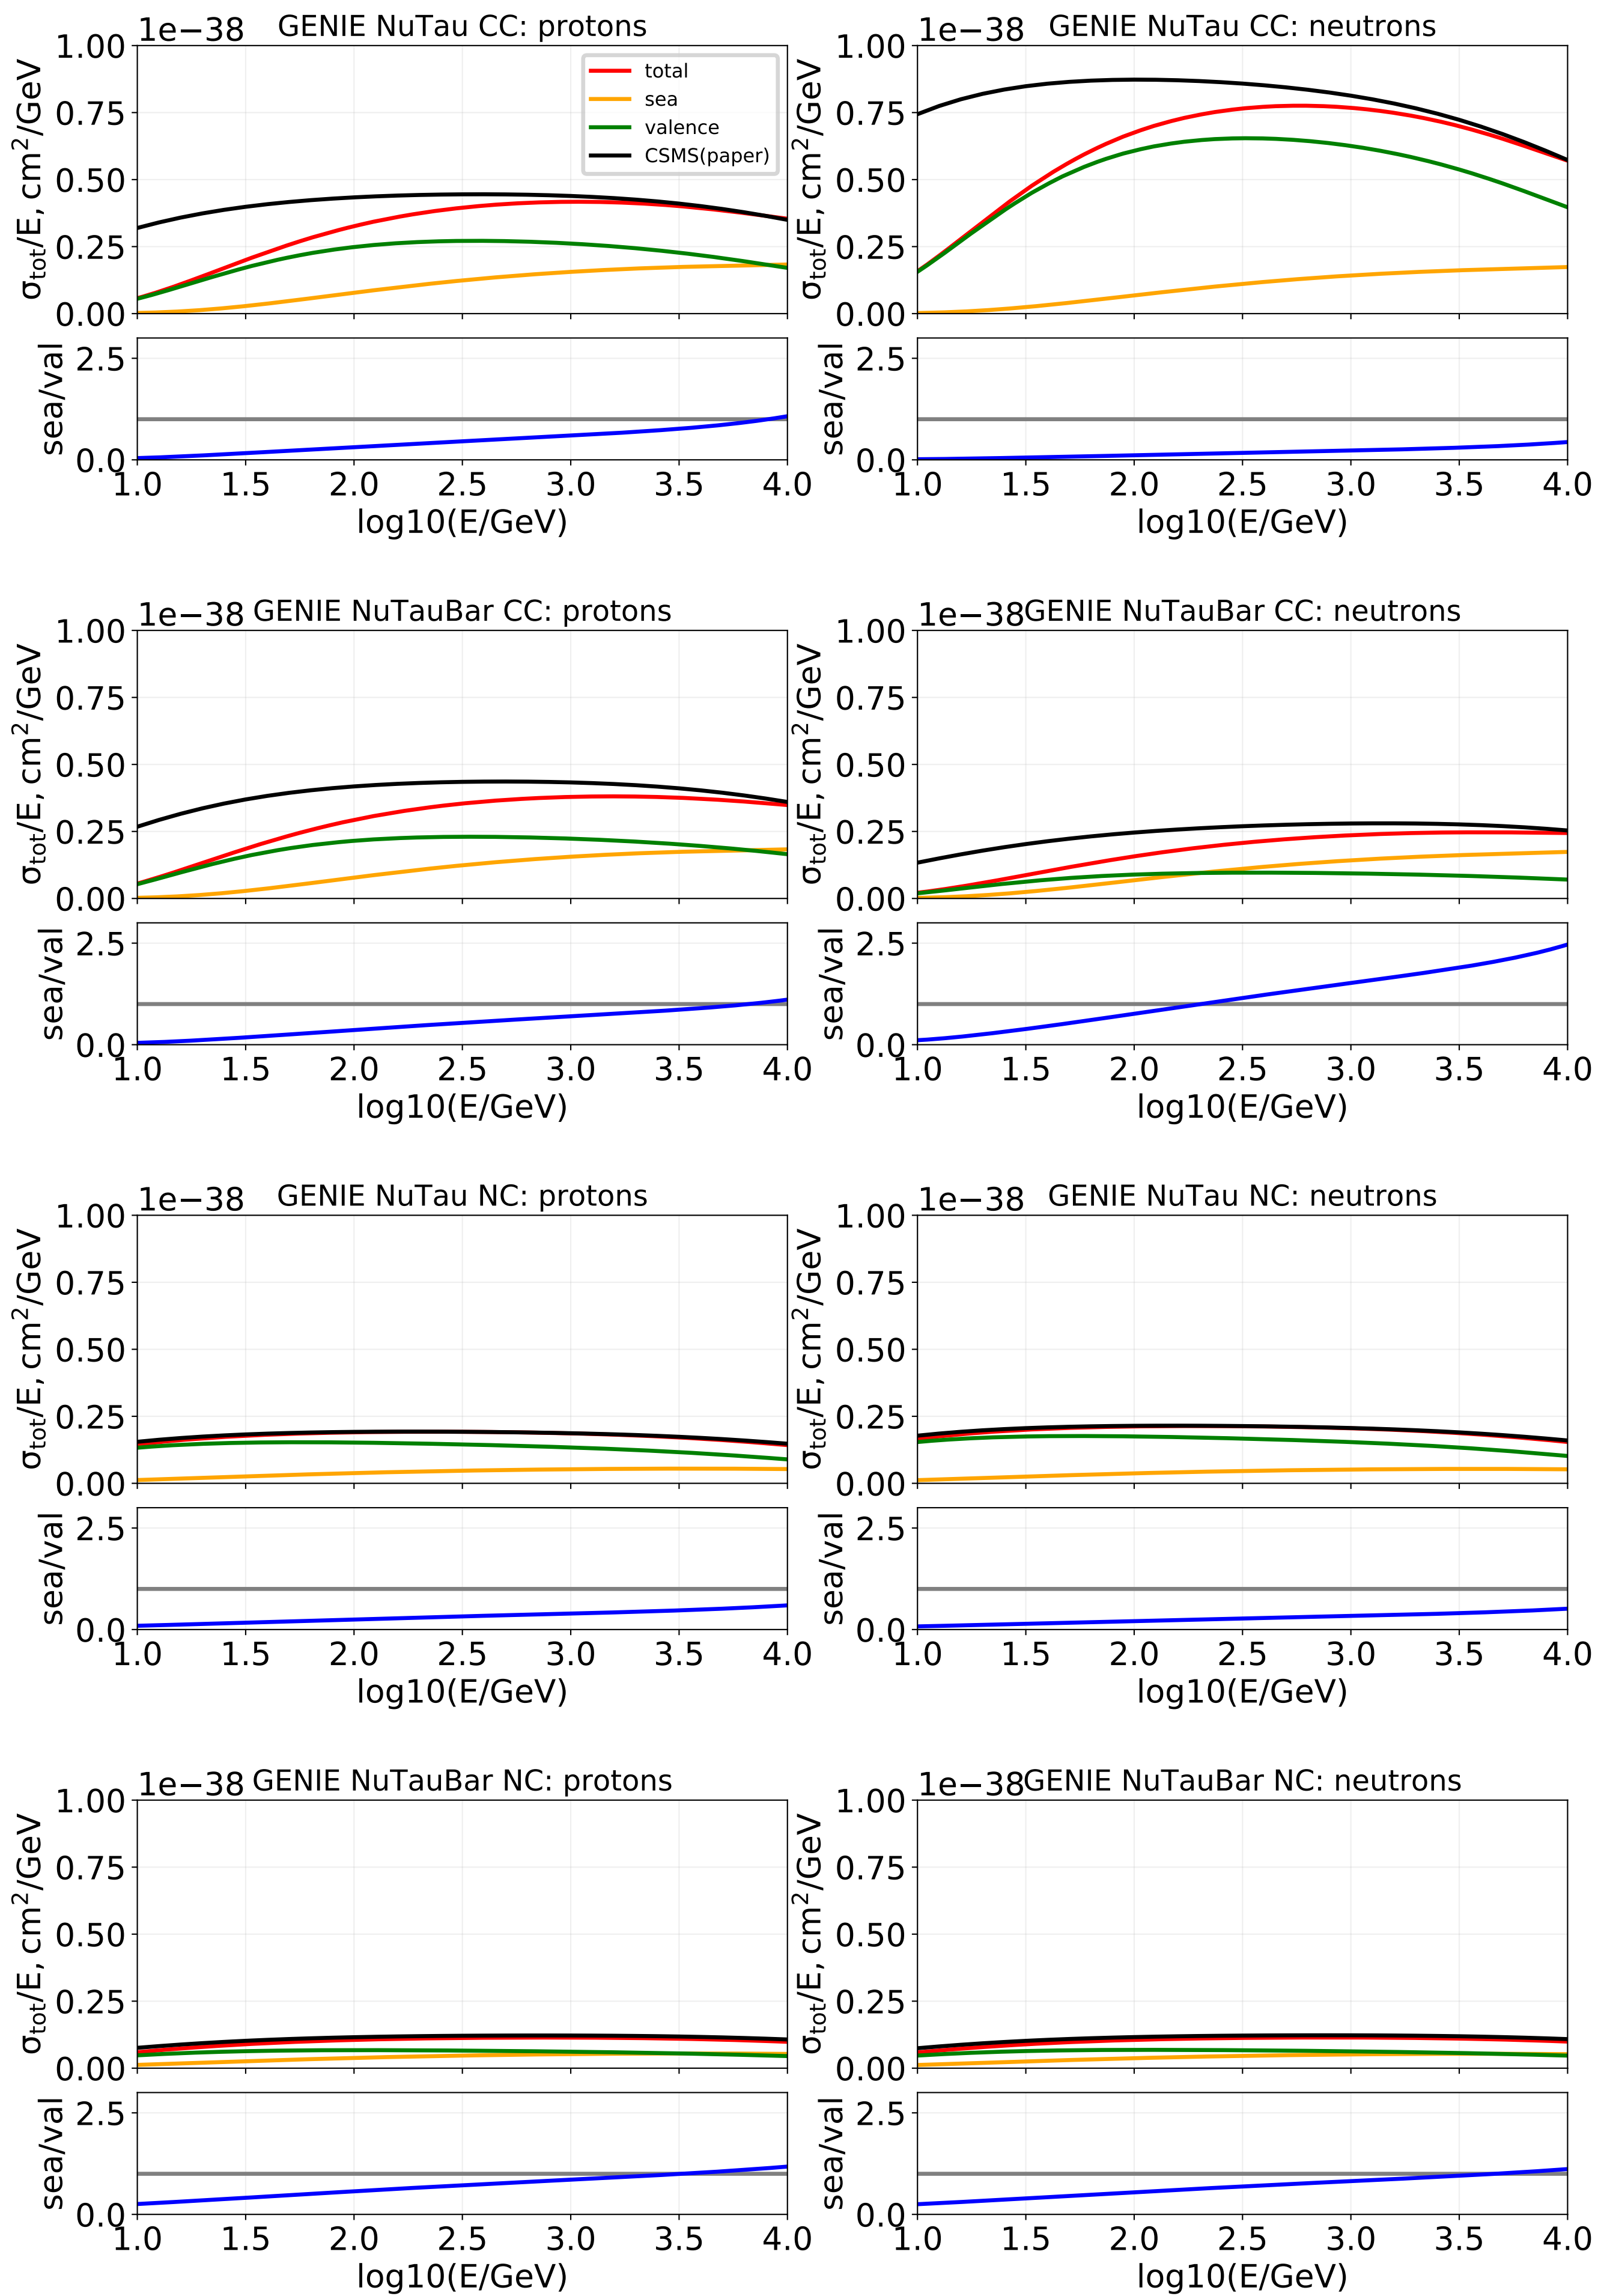 1e−38 GENIE NuTau CC: protons
σtot/E, cm²/GeV
1.00
0.75
0.50
0.25
0.00
total
sea
valence
CSMS(paper)
sea/val
2.5
0.0
1.0 1.5 2.0 2.5 3.0 3.5 4.0
log10(E/GeV)
1e−38 GENIE NuTau CC: neutrons
σtot/E, cm²/GeV
1.00
0.75
0.50
0.25
0.00
sea/val
2.5
0.0
1.0 1.5 2.0 2.5 3.0 3.5 4.0
log10(E/GeV)
1e−38 GENIE NuTauBar CC: protons
σtot/E, cm²/GeV
1.00
0.75
0.50
0.25
0.00
sea/val
2.5
0.0
1.0 1.5 2.0 2.5 3.0 3.5 4.0
log10(E/GeV)
1e−38 GENIE NuTauBar CC: neutrons
σtot/E, cm²/GeV
1.00
0.75
0.50
0.25
0.00
sea/val
2.5
0.0
1.0 1.5 2.0 2.5 3.0 3.5 4.0
log10(E/GeV)
1e−38 GENIE NuTau NC: protons
σtot/E, cm²/GeV
1.00
0.75
0.50
0.25
0.00
sea/val
2.5
0.0
1.0 1.5 2.0 2.5 3.0 3.5 4.0
log10(E/GeV)
1e−38 GENIE NuTau NC: neutrons
σtot/E, cm²/GeV
1.00
0.75
0.50
0.25
0.00
sea/val
2.5
0.0
1.0 1.5 2.0 2.5 3.0 3.5 4.0
log10(E/GeV)
1e−38 GENIE NuTauBar NC: protons
σtot/E, cm²/GeV
1.00
0.75
0.50
0.25
0.00
sea/val
2.5
0.0
1.0 1.5 2.0 2.5 3.0 3.5 4.0
log10(E/GeV)
1e−38 GENIE NuTauBar NC: neutrons
σtot/E, cm²/GeV
1.00
0.75
0.50
0.25
0.00
sea/val
2.5
0.0
1.0 1.5 2.0 2.5 3.0 3.5 4.0
log10(E/GeV)